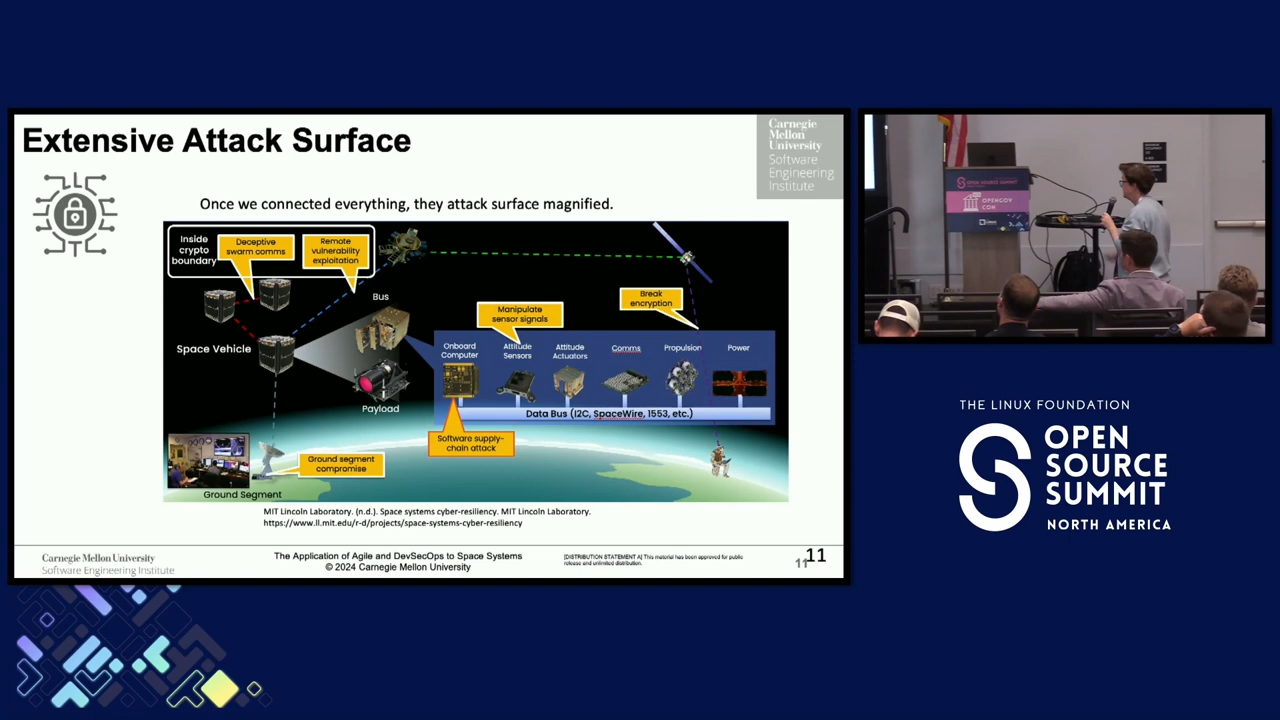 Extensive Attack Surface
Carnegie
Mellon
University
Software
Engineering
Institute
Once we connected everything, they attack surface magnified.
Inside
crypto
boundary
Deceptive
swarm comms
Remote
vulnerability
exploitation
Bus
Manipulate
sensor signals
Break
encryption
Space Vehicle
Onboard
Computer
Attitude
Sensors
Attitude
Actuators
Comms
Propulsion
Power
Payload
Data Bus (I2C, SpaceWire, 1553, etc.)
Software supply-
chain attack
Ground segment
compromise
Ground Segment
MIT Lincoln Laboratory. (n.d.). Space systems cyber-resiliency. MIT Lincoln Laboratory.
https://www.ll.mit.edu/r-d/projects/space-systems-cyber-resiliency
Carnegie Mellon University
Software Engineering Institute
The Application of Agile and DevSecOps to Space Systems
© 2024 Carnegie Mellon University
[DISTRIBUTION STATEMENT A] This material has been approved for public
release and unlimited distribution.
11
11
OPEN SOURCE SUMMIT
OPENGOV
CON
THE LINUX FOUNDATION
OPEN
SOURCE
SUMMIT
NORTH AMERICA